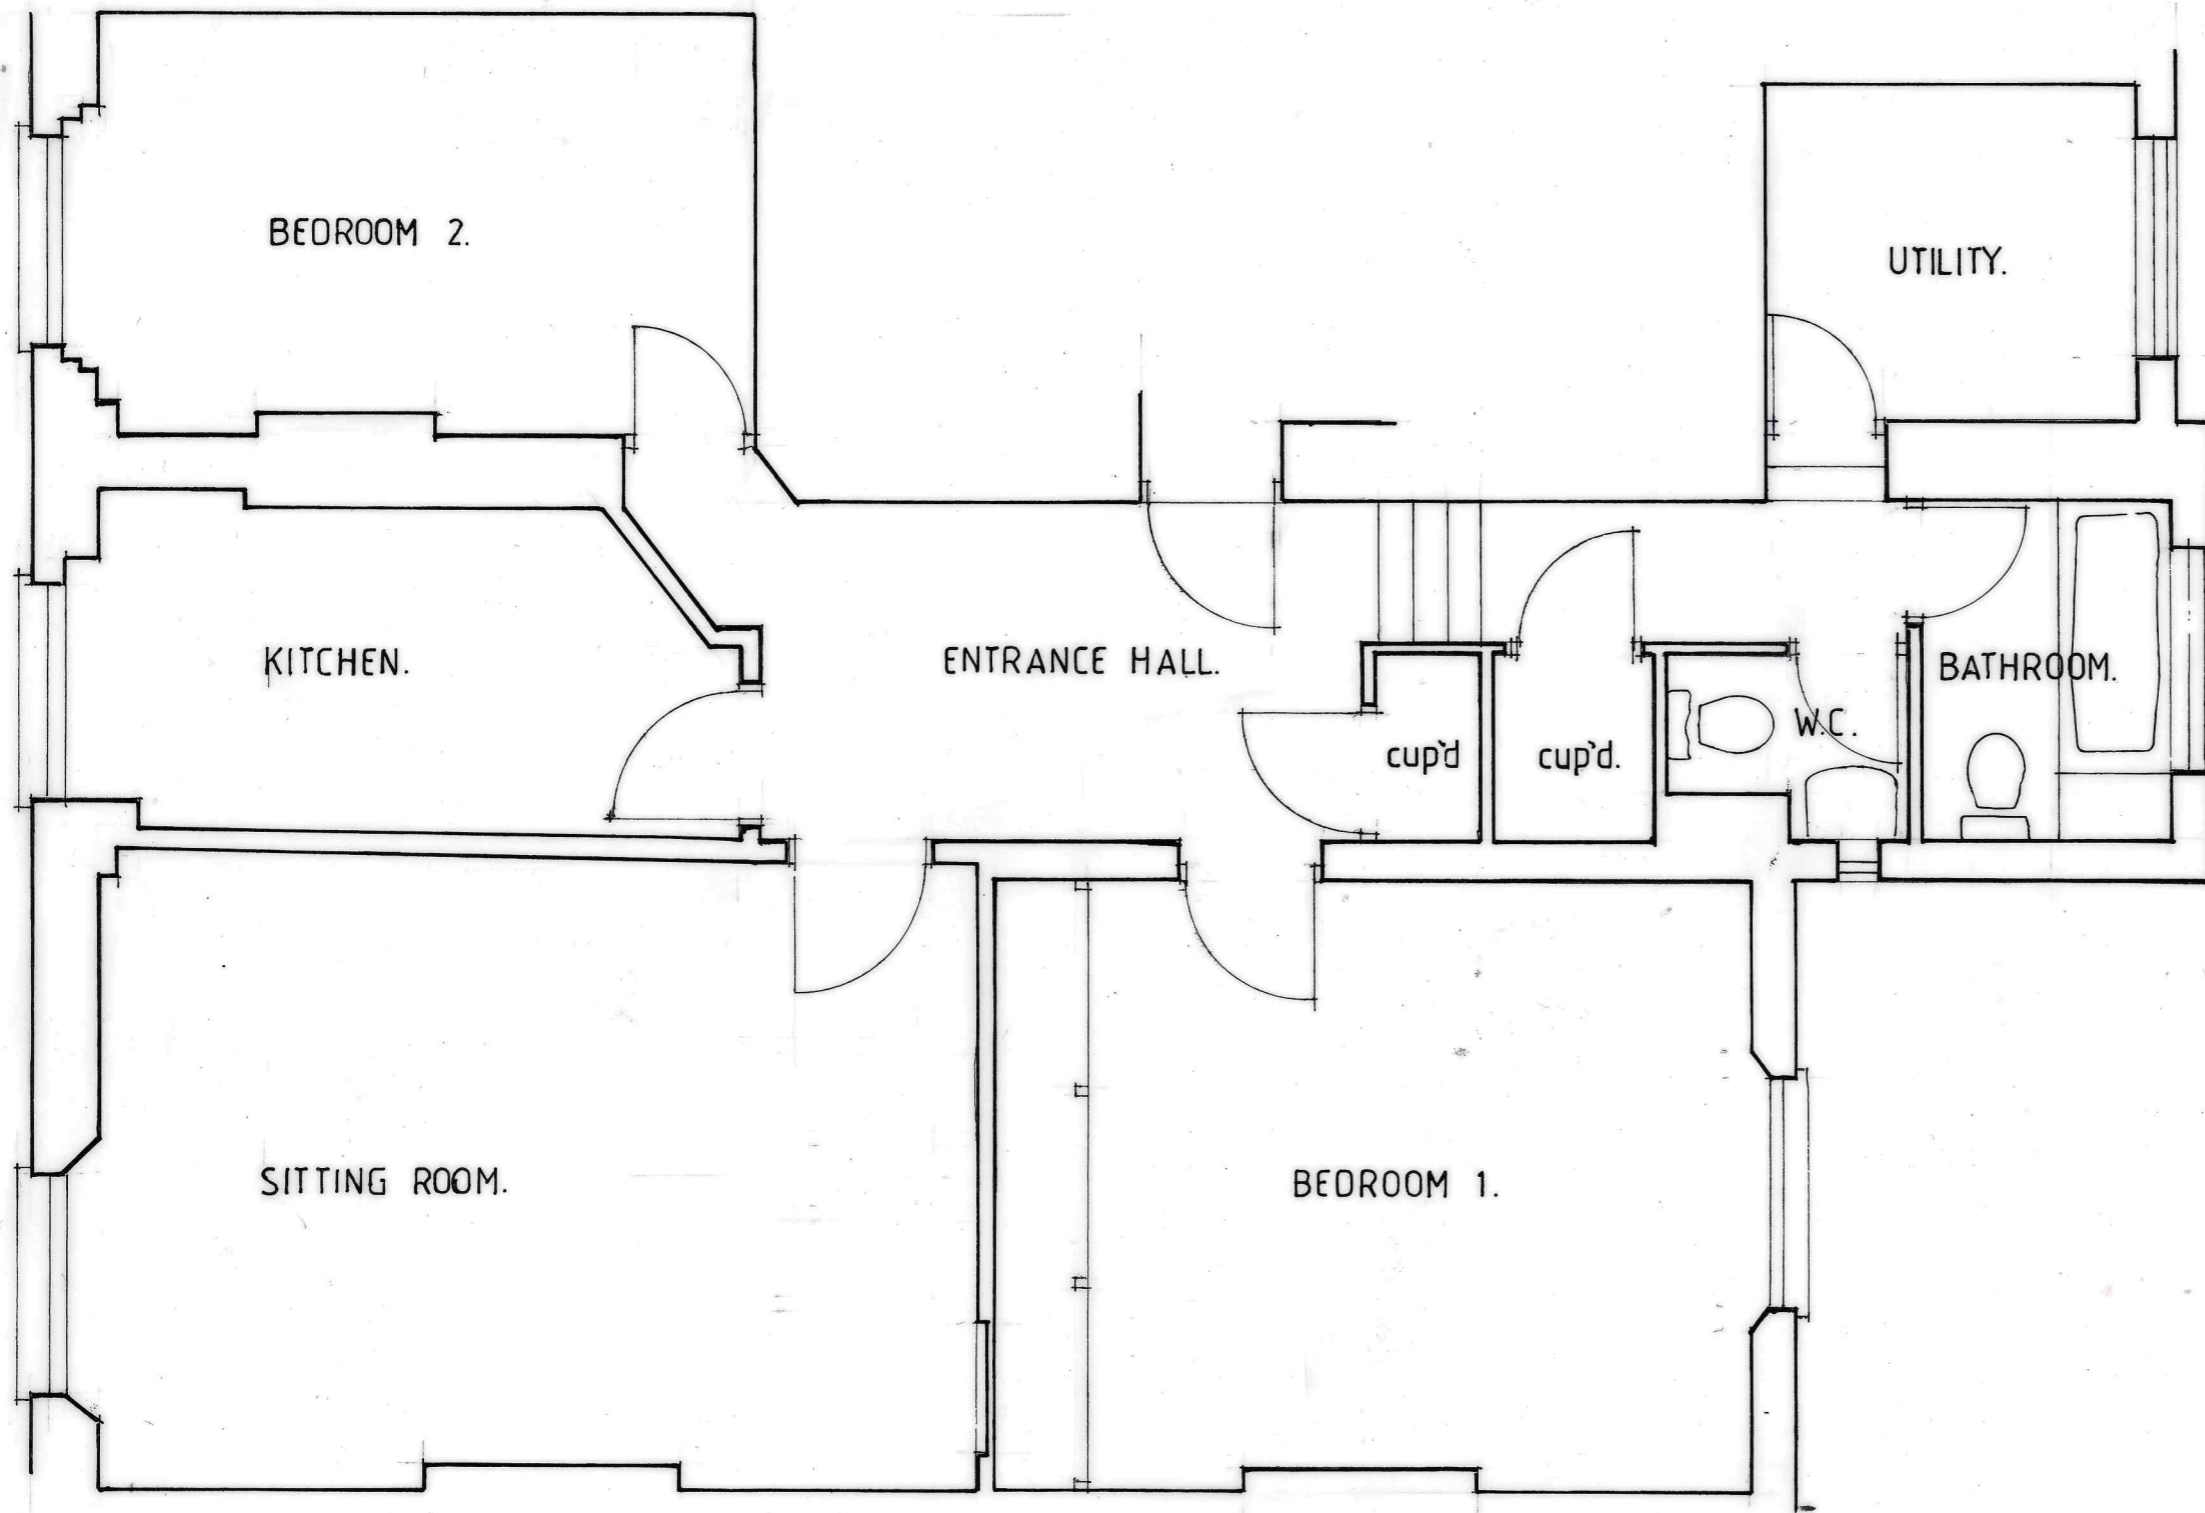 BEDROOM 2.
UTILITY.
KITCHEN.
ENTRANCE HALL.
BATHROOM.
W.C.
cup'd
cup'd.
SITTING ROOM.
BEDROOM 1.